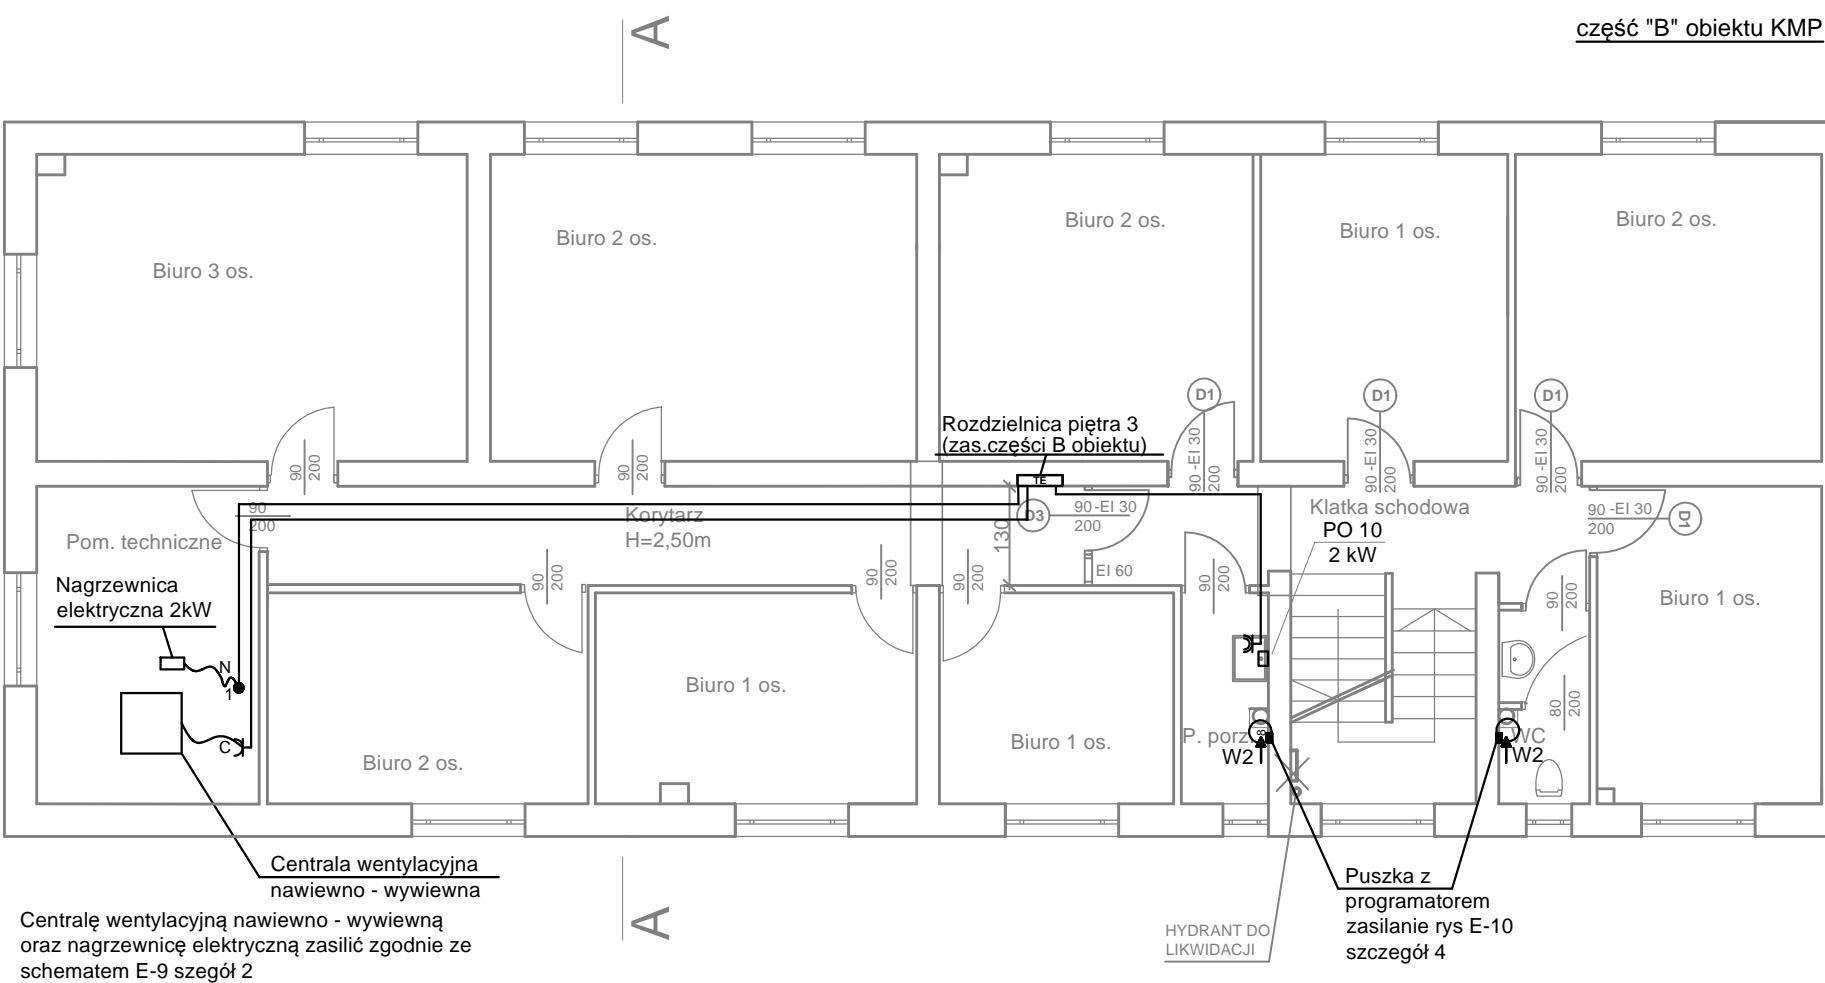 A
część "B" obiektu KMP
Biuro 3 os.
Biuro 2 os.
Biuro 2 os.
Biuro 1 os.
Biuro 2 os.
D1
D1
D1
Rozdzielnica piętra 3
(zas.części B obiektu)
TE
90
200
90
200
90 -EI 30
200
90 -EI 30
200
90 -EI 30
200
90
200
Pom. techniczne
Korytarz
H=2,50m
130
D3
90 -EI 30
200
EI 60
Klatka schodowa
PO 10
2 kW
90 -EI 30
200
D1
Nagrzewnica
elektryczna 2kW
90
200
90
200
90
200
90
200
90
200
Biuro 1 os.
N
1
C
Biuro 2 os.
Biuro 1 os.
Biuro 1 os.
P. porz.
8
W2
80
200
WC
W2
Centrala wentylacyjna
nawiewno - wywiewna
Centralę wentylacyjną nawiewno - wywiewną
oraz nagrzewnicę elektryczną zasilić zgodnie ze
schematem E-9 szegół 2
A
HYDRANT DO
LIKWIDACJI
Puszka z
programatorem
zasilanie rys E-10
szczegół 4